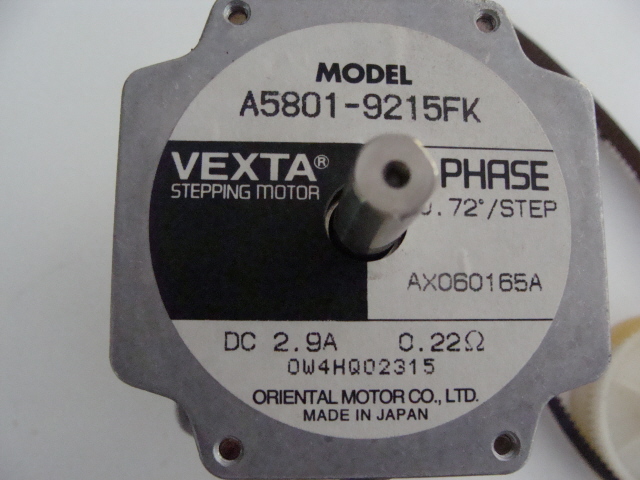 MODEL
A5801-9215FK
VEXTA®
STEPPING MOTOR
PHASE
.72°/STEP
AX060165A
DC 2.9A 0.22Ω
0W4HQ02315
ORIENTAL MOTOR CO., LTD.
MADE IN JAPAN